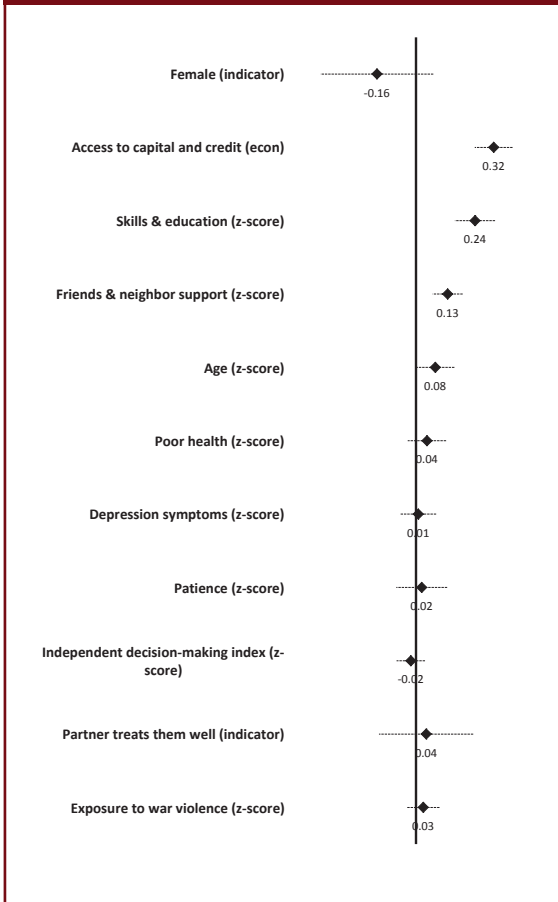 Female (indicator)
-0.16
Access to capital and credit (econ)
0.32
Skills & education (z-score)
0.24
Friends & neighbor support (z-score)
0.13
Age (z-score)
0.08
Poor health (z-score)
0.04
Depression symptoms (z-score)
0.01
Patience (z-score)
0.02
Independent decision-making index (z-
score)
-0.02
Partner treats them well (indicator)
0.04
Exposure to war violence (z-score)
0.03